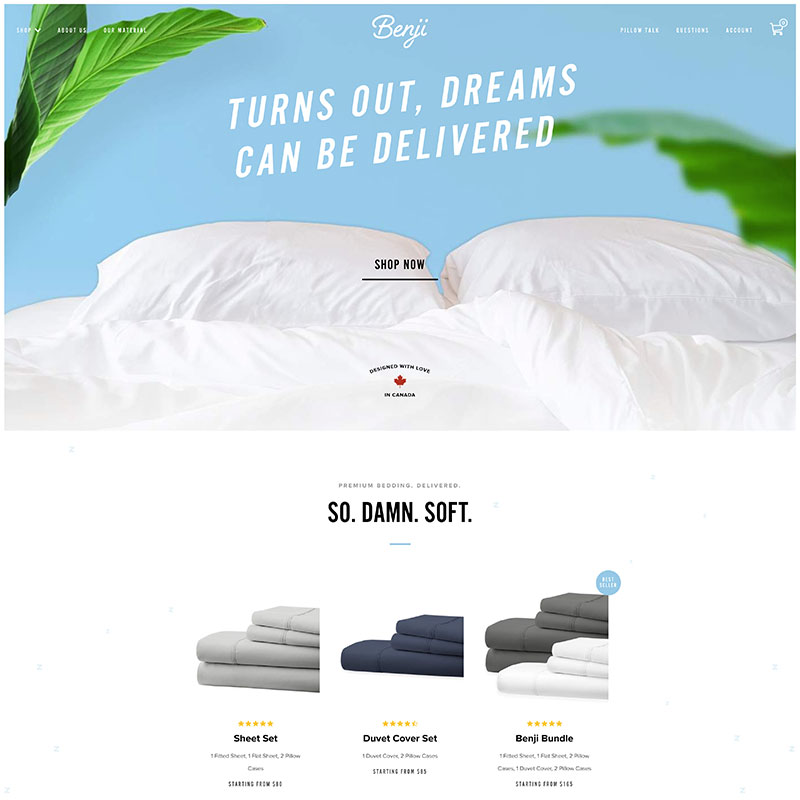 SHOP
ABOUT US
OUR MATERIAL
Benji
PILLOW TALK
QUESTIONS
ACCOUNT
0
TURNS OUT, DREAMS
CAN BE DELIVERED
SHOP NOW
DESIGNED WITH LOVE
IN CANADA
PREMIUM BEDDING. DELIVERED.
SO. DAMN. SOFT.
BEST
SELLER
Sheet Set
1 Fitted Sheet, 1 Flat Sheet, 2 Pillow
Cases
STARTING FROM $80
Duvet Cover Set
1 Duvet Cover, 2 Pillow Cases
STARTING FROM $85
Benji Bundle
1 Fitted Sheet, 1 Flat Sheet, 2 Pillow
Cases, 1 Duvet Cover, 2 Pillow Cases
STARTING FROM $165